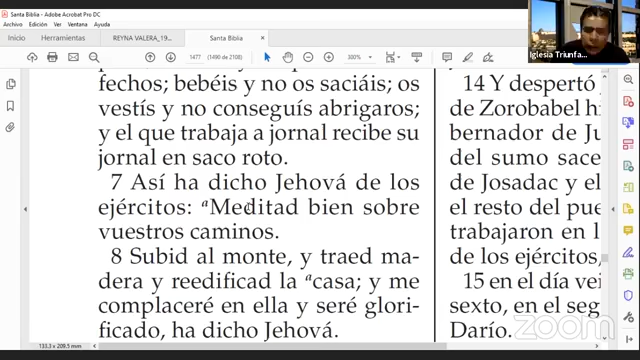 Santa Biblia - Adobe Acrobat Pro DC
Archivo Edición Ver Ventana Ayuda
Inicio Herramientas REYNA VALERA_19... Santa Biblia ×
1477 (1490 de 2108) 300%
Iglesia Triunfa...
fechos; bebéis y no os saciáis; os
vestís y no conseguís abrigaros;
y el que trabaja a jornal recibe su
jornal en saco roto.
7 Así ha dicho Jehová de los
ejércitos: aMeditad bien sobre
vuestros caminos.
8 Subid al monte, y traed ma-
dera y reedificad la acasa; y me
complaceré en ella y seré glori-
ficado, ha dicho Jehová.
14 Y despertó
de Zorobabel hi
bernador de Ju
del sumo sace
de Josadac y el
el resto del pue
trabajaron en l
de los ejércitos,
15 en el día vei
sexto, en el seg
Darío.
zoom
133.3 x 209.5 mm